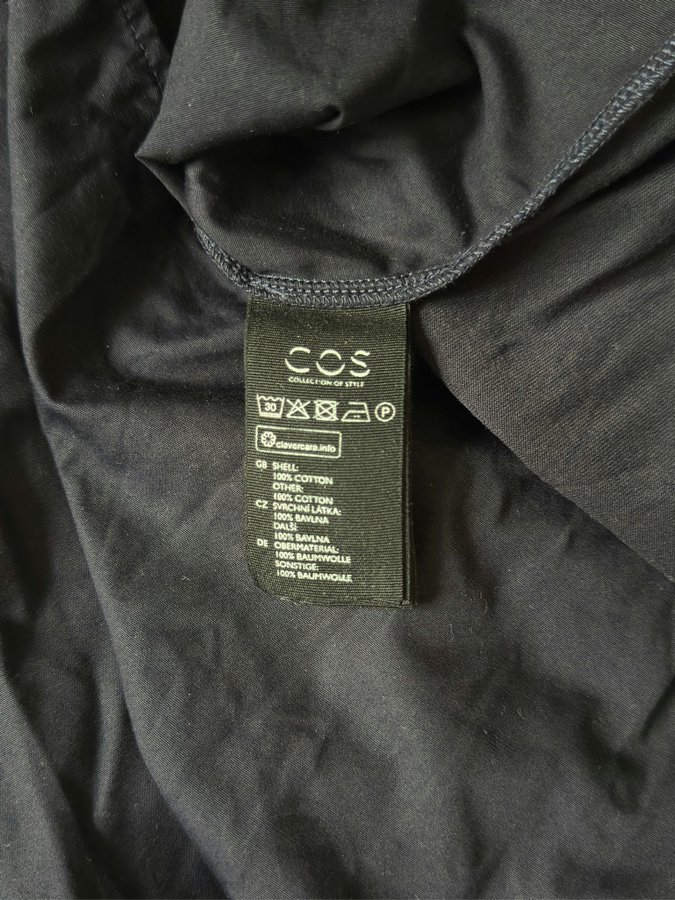 COS
COLLECTION OF STYLE
30 P
clevercare.info
GB SHELL:
100% COTTON
OTHER:
100% COTTON
CZ SVRCHNÍ LÁTKA:
100% BAVLNA
DALŠÍ:
100% BAVLNA
DE OBERMATERIAL:
100% BAUMWOLLE
SONSTIGE:
100% BAUMWOLLE